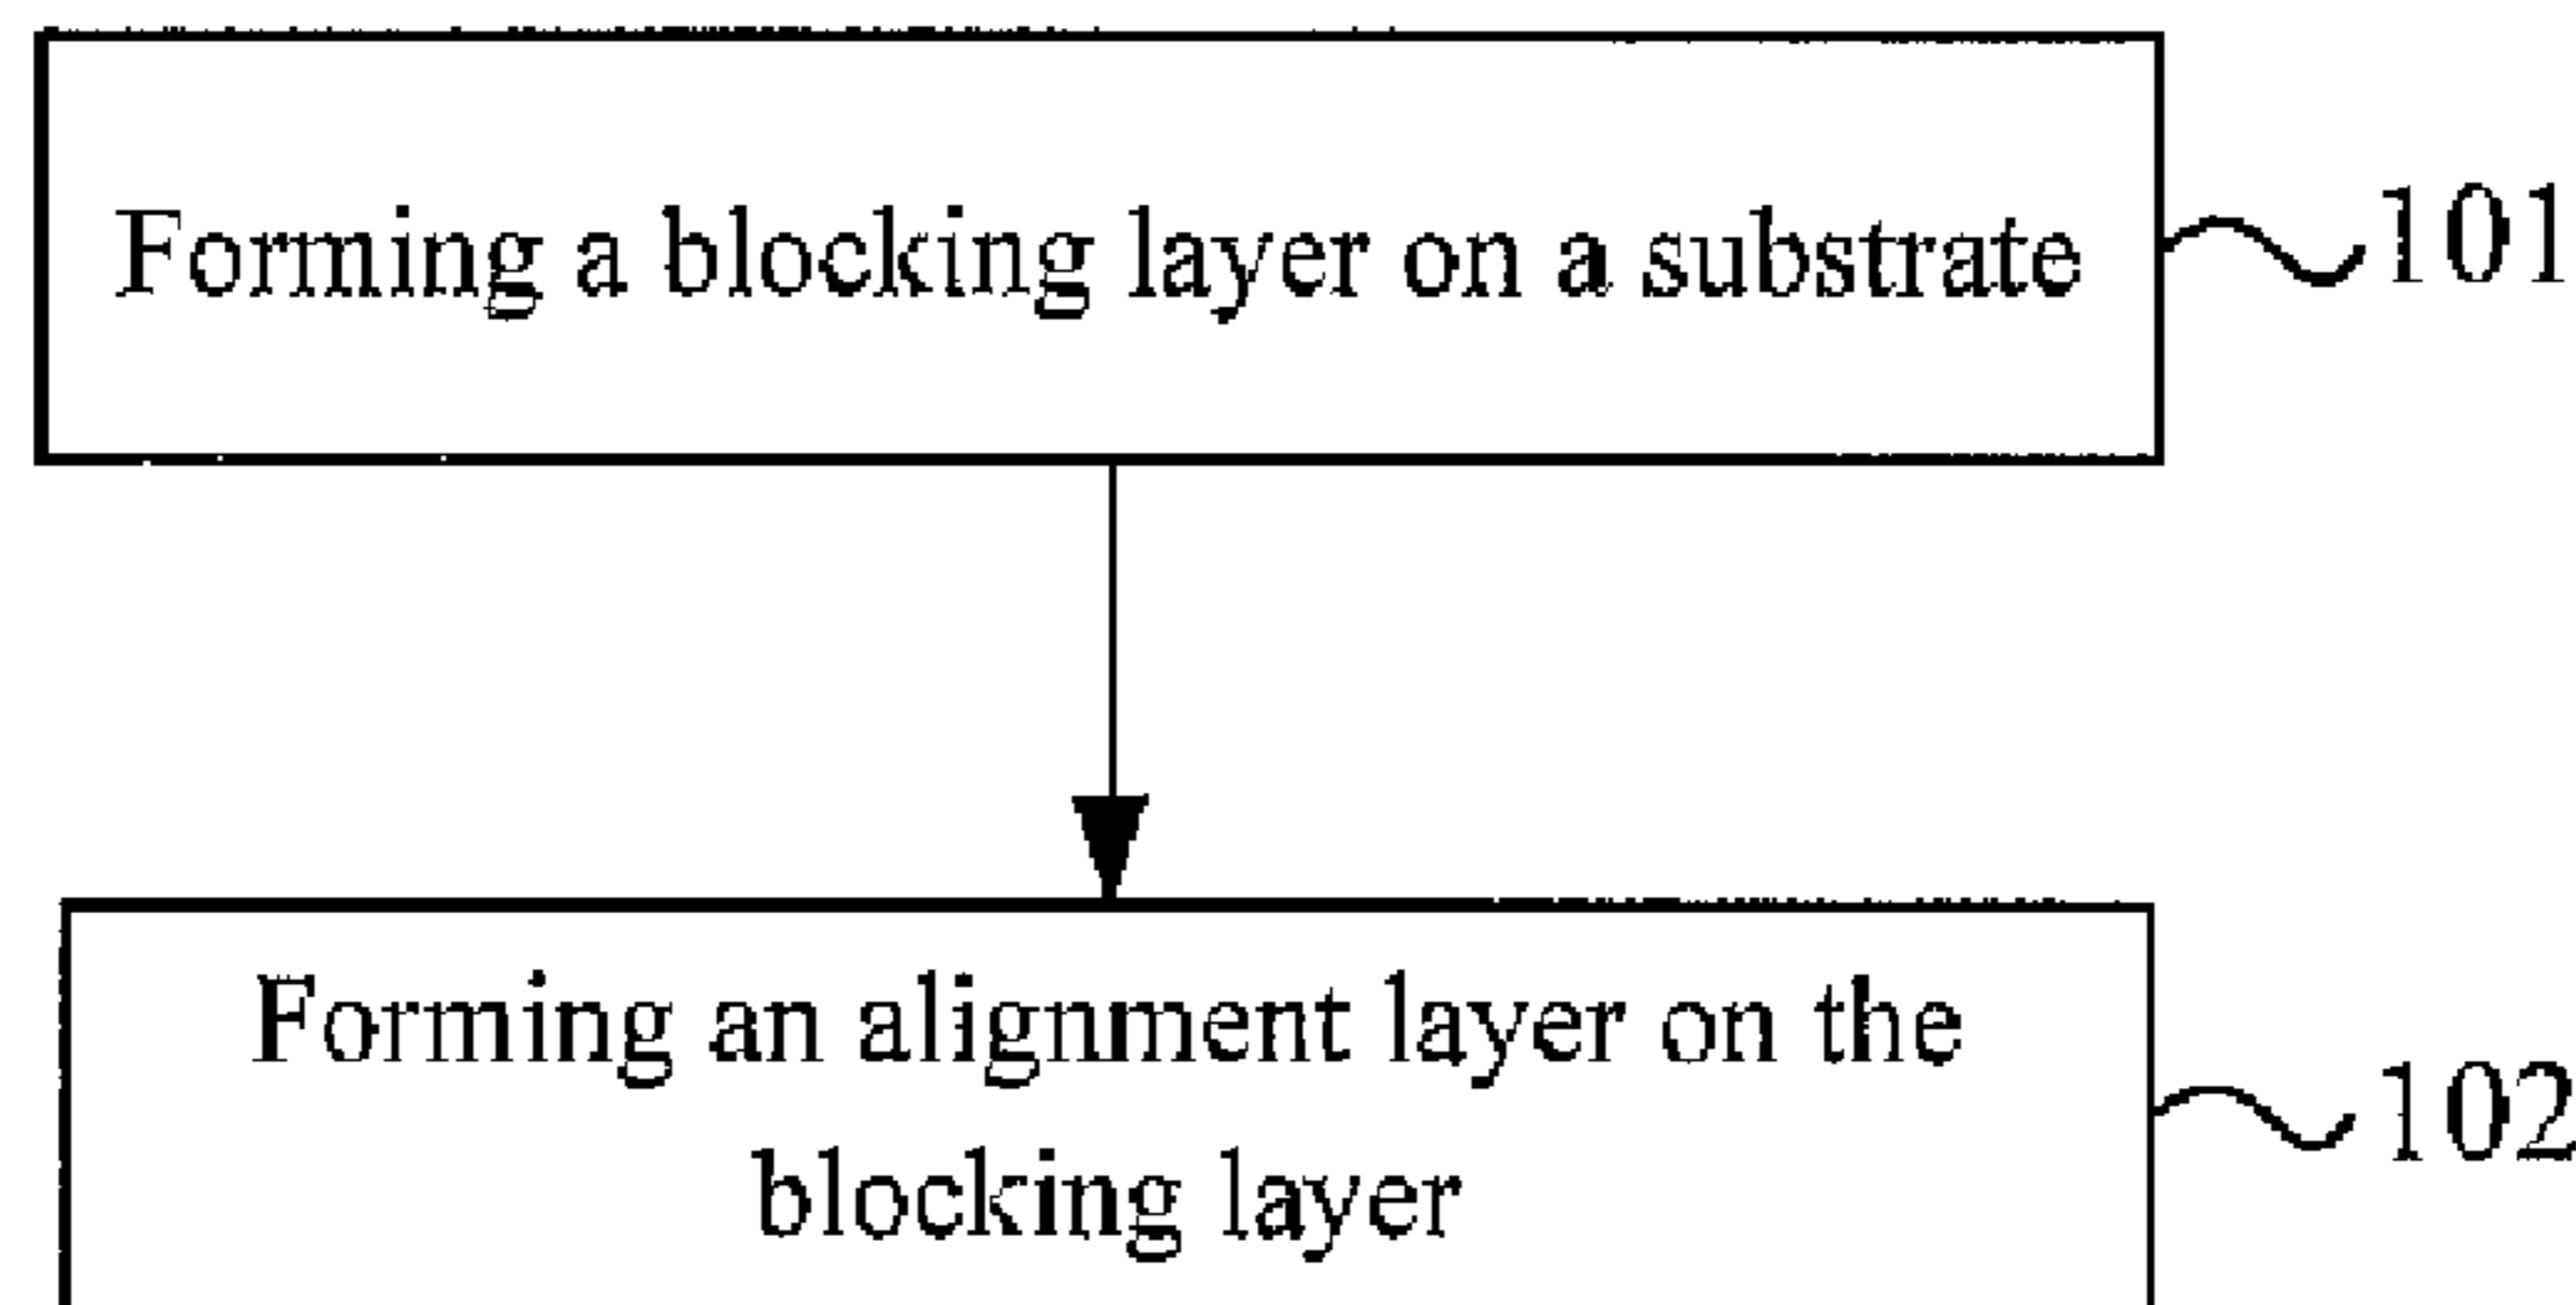 Forming a blocking layer on a substrate
101
Forming an alignment layer on the
102
blocking layer